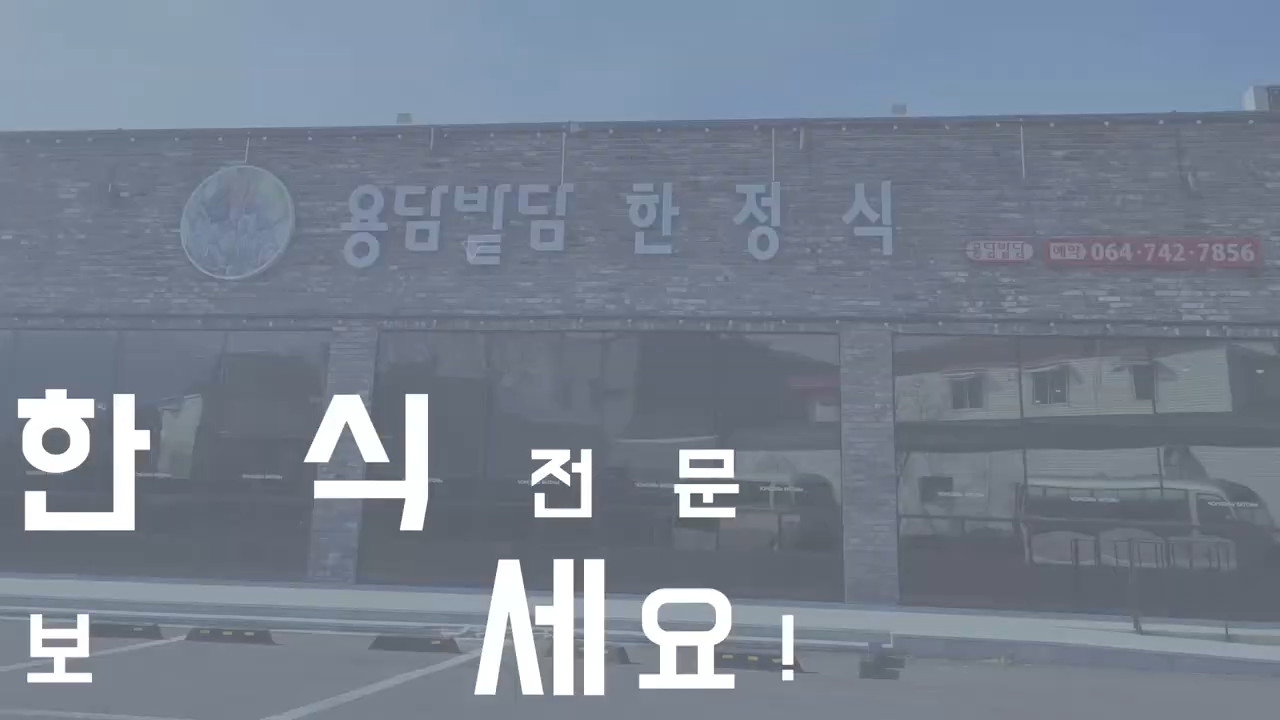 용담밭담 한정식
용담밭담 예약 064·742·7856
한 식 전 문
보 세요!